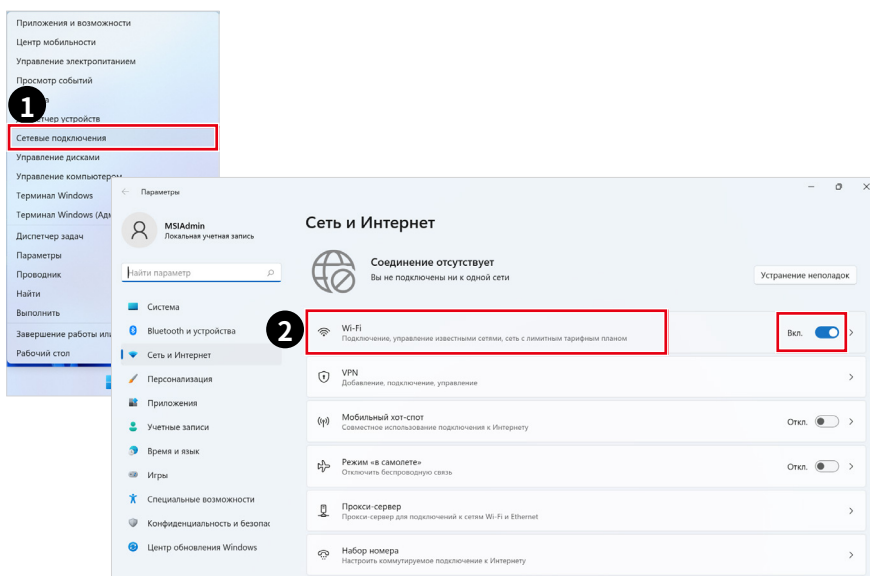 Приложения и возможности
Центр мобильности
Управление электропитанием
Просмотр событий
1
Сетевые подключения
Управление дисками
Управление компьютером
Терминал Windows
Терминал Windows
Диспетчер задач
Параметры
Проводник
Найти
Выполнить
Завершение работы или
Рабочий стол
Параметры
MSIAdmin
Локальная учетная запись
Найти параметр
Система
Bluetooth и устройства
Сеть и Интернет
Персонализация
Приложения
Учетные записи
Время и язык
Игры
Специальные возможности
Конфиденциальность и безопас
Центр обновления Windows
Сеть и Интернет
Соединение отсутствует
Вы не подключены ни к одной сети
Устранение неполадок
2
Wi-Fi
Подключение, управление известными сетями, сеть с лимитным тарифным планом
Вкл.
VPN
Добавление, подключение, управление
Мобильный хот-спот
Совместное использование подключения к Интернету
Откл.
Режим «в самолете»
Отключить беспроводную связь
Откл.
Прокси-сервер
Прокси-сервер для подключений к сетям Wi-Fi и Ethernet
Набор номера
Настроить коммутируемое подключение к Интернету